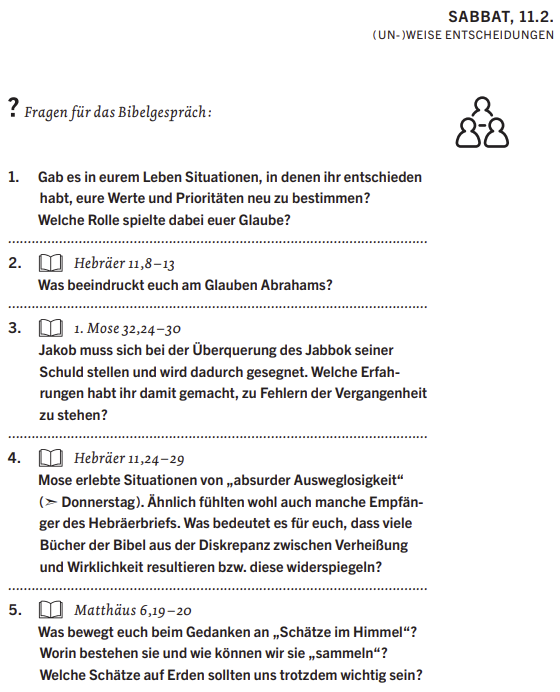 SABBAT, 11.2.
(UN-)WEISE ENTSCHEIDUNGEN
? Fragen für das Bibelgespräch:
1. Gab es in eurem Leben Situationen, in denen ihr entschieden
habt, eure Werte und Prioritäten neu zu bestimmen?
Welche Rolle spielte dabei euer Glaube?
2. Hebräer 11,8–13
Was beeindruckt euch am Glauben Abrahams?
3. 1. Mose 32,24–30
Jakob muss sich bei der Überquerung des Jabbok seiner
Schuld stellen und wird dadurch gesegnet. Welche Erfah-
rungen habt ihr damit gemacht, zu Fehlern der Vergangenheit
zu stehen?
4. Hebräer 11,24–29
Mose erlebte Situationen von „absurder Ausweglosigkeit“
(➣ Donnerstag). Ähnlich fühlten wohl auch manche Empfän-
ger des Hebräerbriefs. Was bedeutet es für euch, dass viele
Bücher der Bibel aus der Diskrepanz zwischen Verheißung
und Wirklichkeit resultieren bzw. diese widerspiegeln?
5. Matthäus 6,19–20
Was bewegt euch beim Gedanken an „Schätze im Himmel“?
Worin bestehen sie und wie können wir sie „sammeln“?
Welche Schätze auf Erden sollten uns trotzdem wichtig sein?